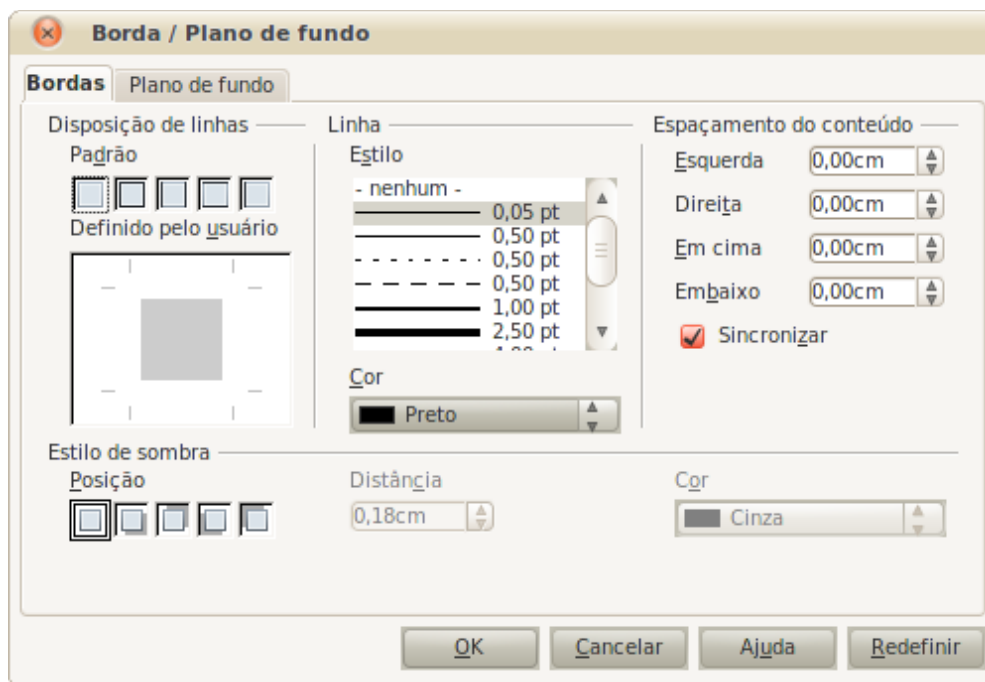 Borda / Plano de fundo
Bordas Plano de fundo
Disposição de linhas
Padrão
Definido pelo usuário
Linha
Estilo
- nenhum -
0,05 pt
0,50 pt
0,50 pt
0,50 pt
1,00 pt
2,50 pt
Cor
Preto
Espaçamento do conteúdo
Esquerda 0,00cm
Direita 0,00cm
Em cima 0,00cm
Embaixo 0,00cm
Sincronizar
Estilo de sombra
Posição
Distância
0,18cm
Cor
Cinza
OK Cancelar Ajuda Redefinir